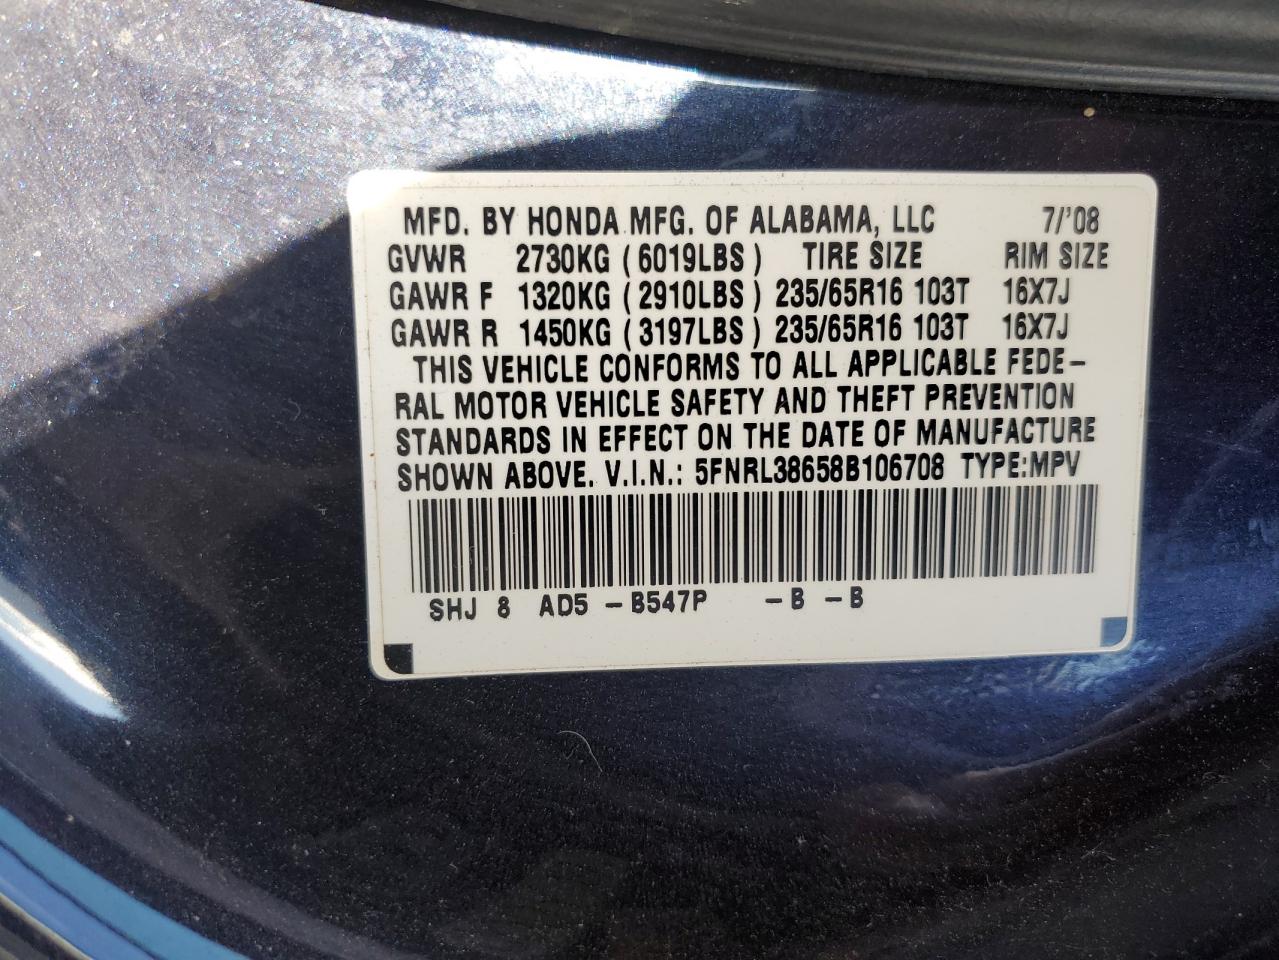 MFD. BY HONDA MFG. OF ALABAMA, LLC 7/'08
GVWR 2730KG (6019LBS) TIRE SIZE RIM SIZE
GAWR F 1320KG (2910LBS) 235/65R16 103T 16X7J
GAWR R 1450KG (3197LBS) 235/65R16 103T 16X7J
THIS VEHICLE CONFORMS TO ALL APPLICABLE FEDE-
RAL MOTOR VEHICLE SAFETY AND THEFT PREVENTION
STANDARDS IN EFFECT ON THE DATE OF MANUFACTURE
SHOWN ABOVE. V.I.N.: 5FNRL38658B106708 TYPE:MPV
SHJ 8 AD5 -B547P -B -B